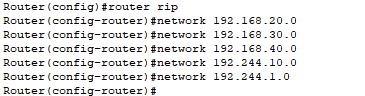 Router(config)#router rip
Router(config-router)#network 192.168.20.0
Router(config-router)#network 192.168.30.0
Router(config-router)#network 192.168.40.0
Router(config-router)#network 192.244.10.0
Router(config-router)#network 192.244.1.0
Router(config-router)#